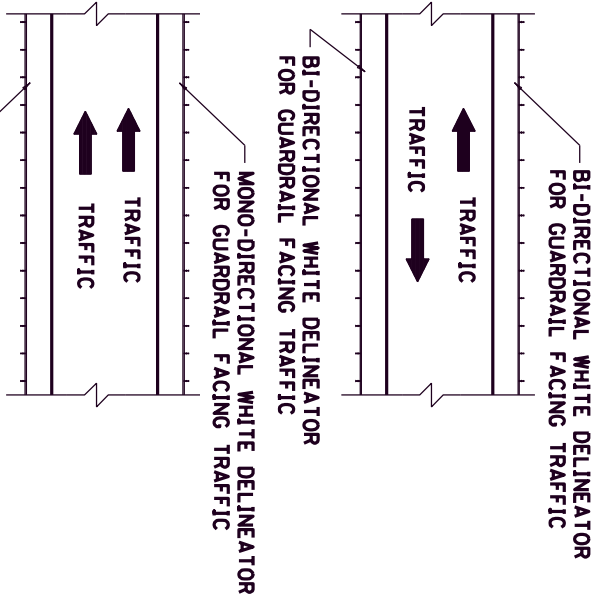 BI-DIRECTIONAL WHITE DELINEATOR
FOR GUARDRAIL FACING TRAFFIC
TRAFFIC
TRAFFIC
BI-DIRECTIONAL WHITE DELINEATOR
FOR GUARDRAIL FACING TRAFFIC
MONO-DIRECTIONAL WHITE DELINEATOR
FOR GUARDRAIL FACING TRAFFIC
TRAFFIC
TRAFFIC